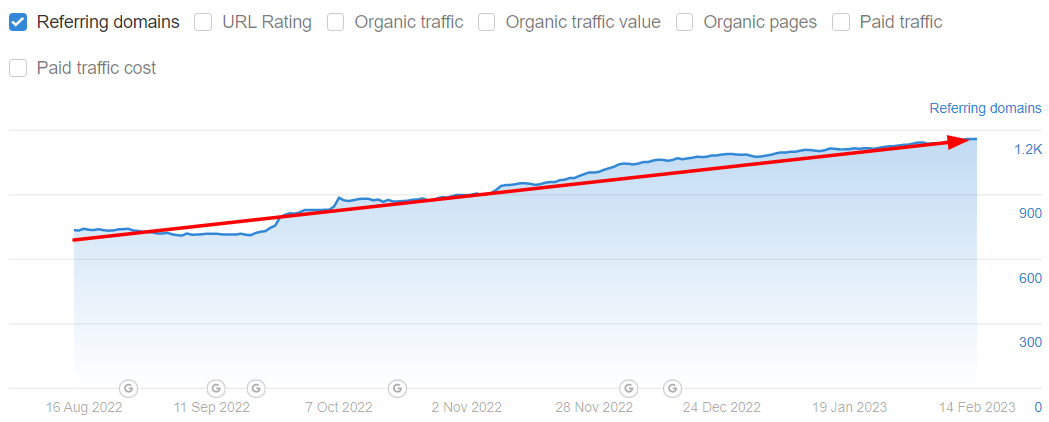 Referring domains URL Rating Organic traffic Organic traffic value Organic pages Paid traffic
Paid traffic cost
Referring domains
1.2K
900
600
300
G G G G G G
16 Aug 2022 11 Sep 2022 7 Oct 2022 2 Nov 2022 28 Nov 2022 24 Dec 2022 19 Jan 2023 14 Feb 2023 0